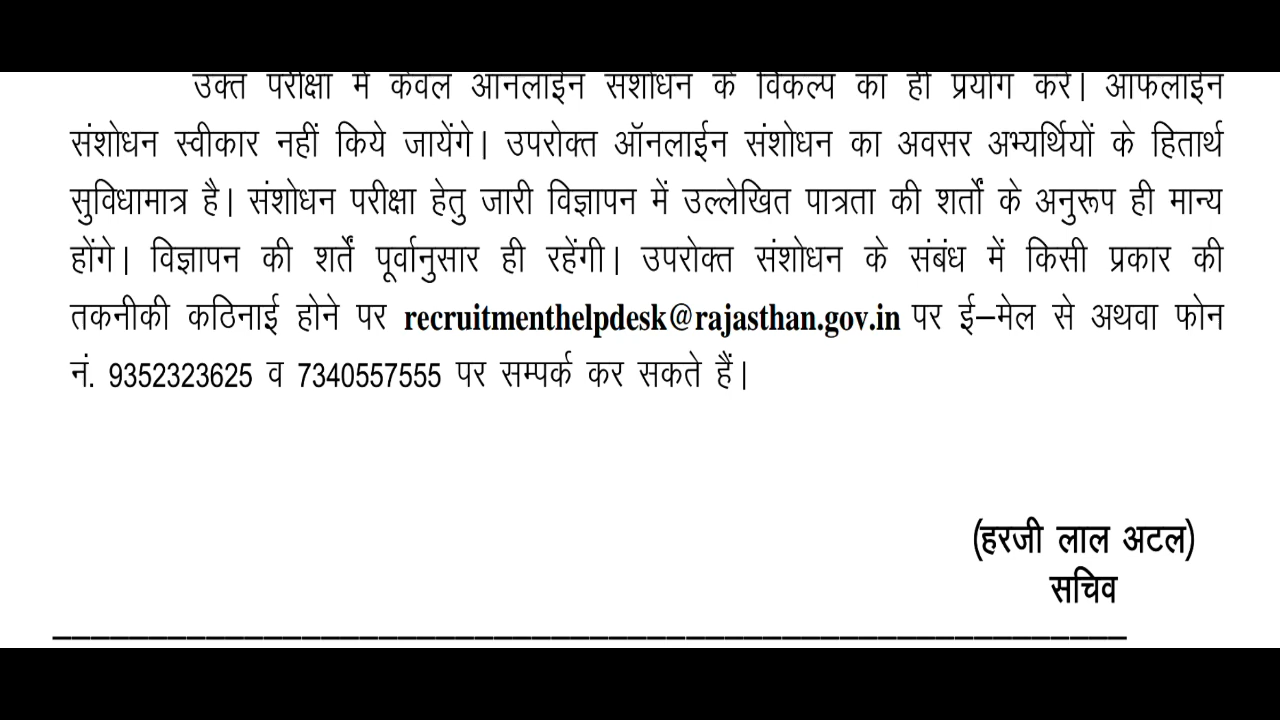 उक्त परीक्षा में केवल ऑनलाईन संशोधन के विकल्प का ही प्रयोग करें। ऑफलाईन
संशोधन स्वीकार नहीं किये जायेंगे। उपरोक्त ऑनलाईन संशोधन का अवसर अभ्यर्थियों के हितार्थ
सुविधामात्र है। संशोधन परीक्षा हेतु जारी विज्ञापन में उल्लेखित पात्रता की शर्तों के अनुरूप ही मान्य
होंगे। विज्ञापन की शर्तें पूर्वानुसार ही रहेंगी। उपरोक्त संशोधन के संबंध में किसी प्रकार की
तकनीकी कठिनाई होने पर recruitmenthelpdesk@rajasthan.gov.in पर ई–मेल से अथवा फोन
नं. 9352323625 व 7340557555 पर सम्पर्क कर सकते हैं।
(हरजी लाल अटल)
सचिव